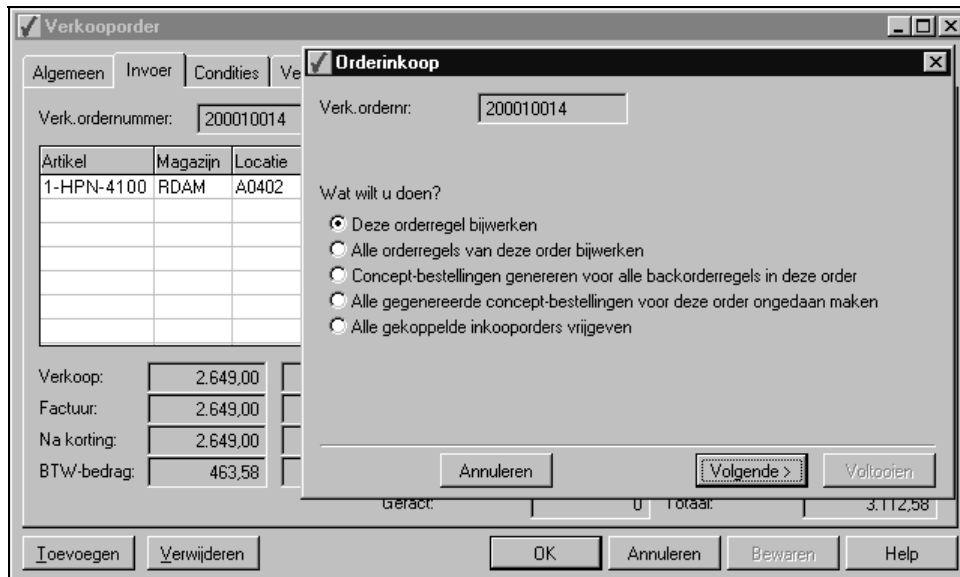 Verkooporder
Algemeen Invoer Condities Ve
Verk.ordernummer: 200010014
Artikel Magazijn Locatie
1-HPN-4100 RDAM A0402
Verkoop: 2.649,00
Factuur: 2.649,00
Na korting: 2.649,00
BTW-bedrag: 463,58
Orderinkoop
Verk.ordernr: 200010014
Wat wilt u doen?
Deze orderregel bijwerken
Alle orderregels van deze order bijwerken
Concept-bestellingen genereren voor alle backorderregels in deze order
Alle gegenereerde concept-bestellingen voor deze order ongedaan maken
Alle gekoppelde inkooporders vrijgeven
Annuleren Volgende > Voltooien
Gefact: 0 Totaal: 3.112,58
Toevoegen Verwijderen OK Annuleren Bewaren Help